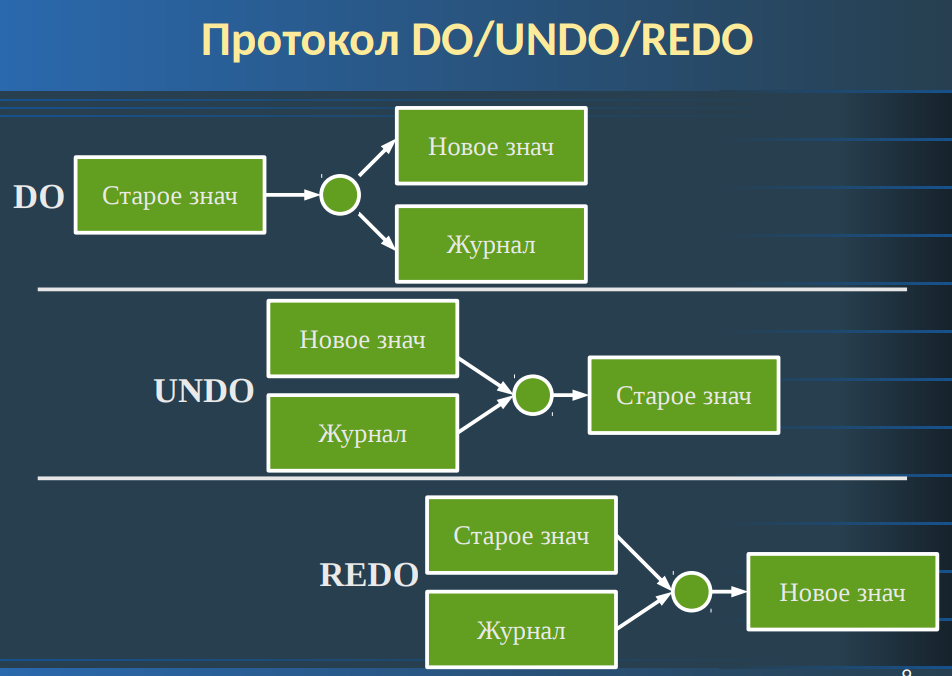 Протокол DO/UNDO/REDO
DO
Старое знач
Новое знач
Журнал
UNDO
Новое знач
Журнал
Старое знач
REDO
Старое знач
Журнал
Новое знач